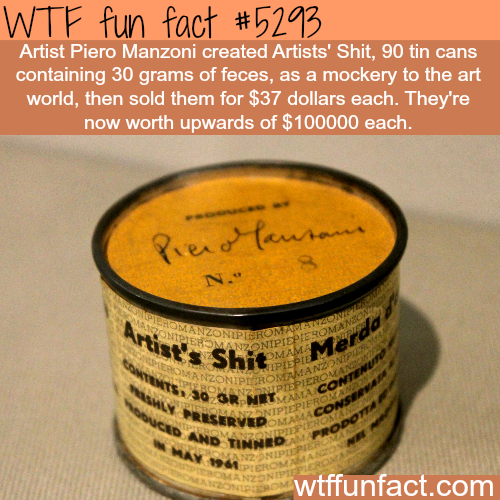 WTF fun fact #5293
Artist Piero Manzoni created Artists' Shit, 90 tin cans
containing 30 grams of feces, as a mockery to the art
world, then sold them for $37 dollars each. They're
now worth upwards of $100000 each.
PRODUCED BY
Piero Manzoni
N.º 8
Artist's Shit
CONTENTS: 30 GR NET
FRESHLY PRESERVED
PRODUCED AND TINNED
IN MAY 1961
Merda d'
CONTENUTO
CONSERVATA
PRODOTTA
NEL
wtffunfact.com